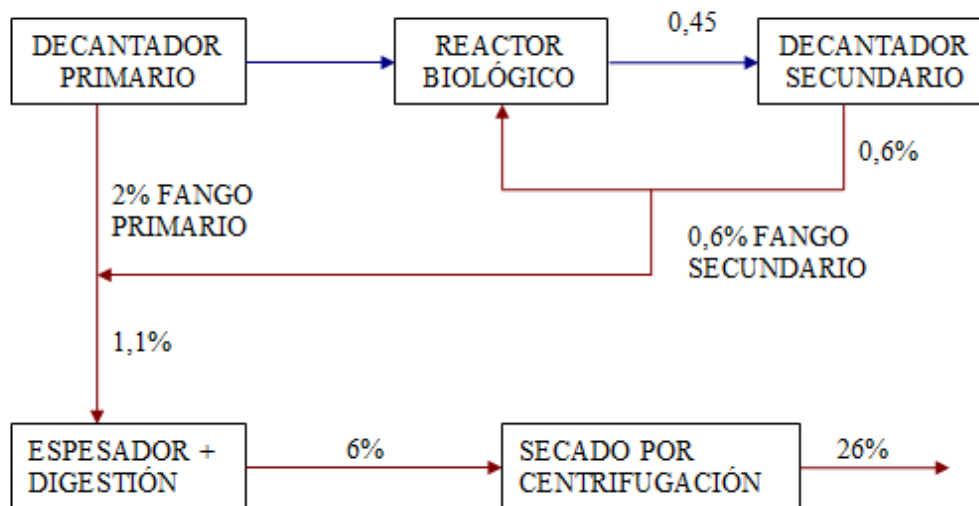 DECANTADOR
PRIMARIO
REACTOR
BIOLÓGICO
0,45
DECANTADOR
SECUNDARIO
0,6%
2% FANGO
PRIMARIO
0,6% FANGO
SECUNDARIO
1,1%
ESPESADOR +
DIGESTIÓN
6%
SECADO POR
CENTRIFUGACIÓN
26%